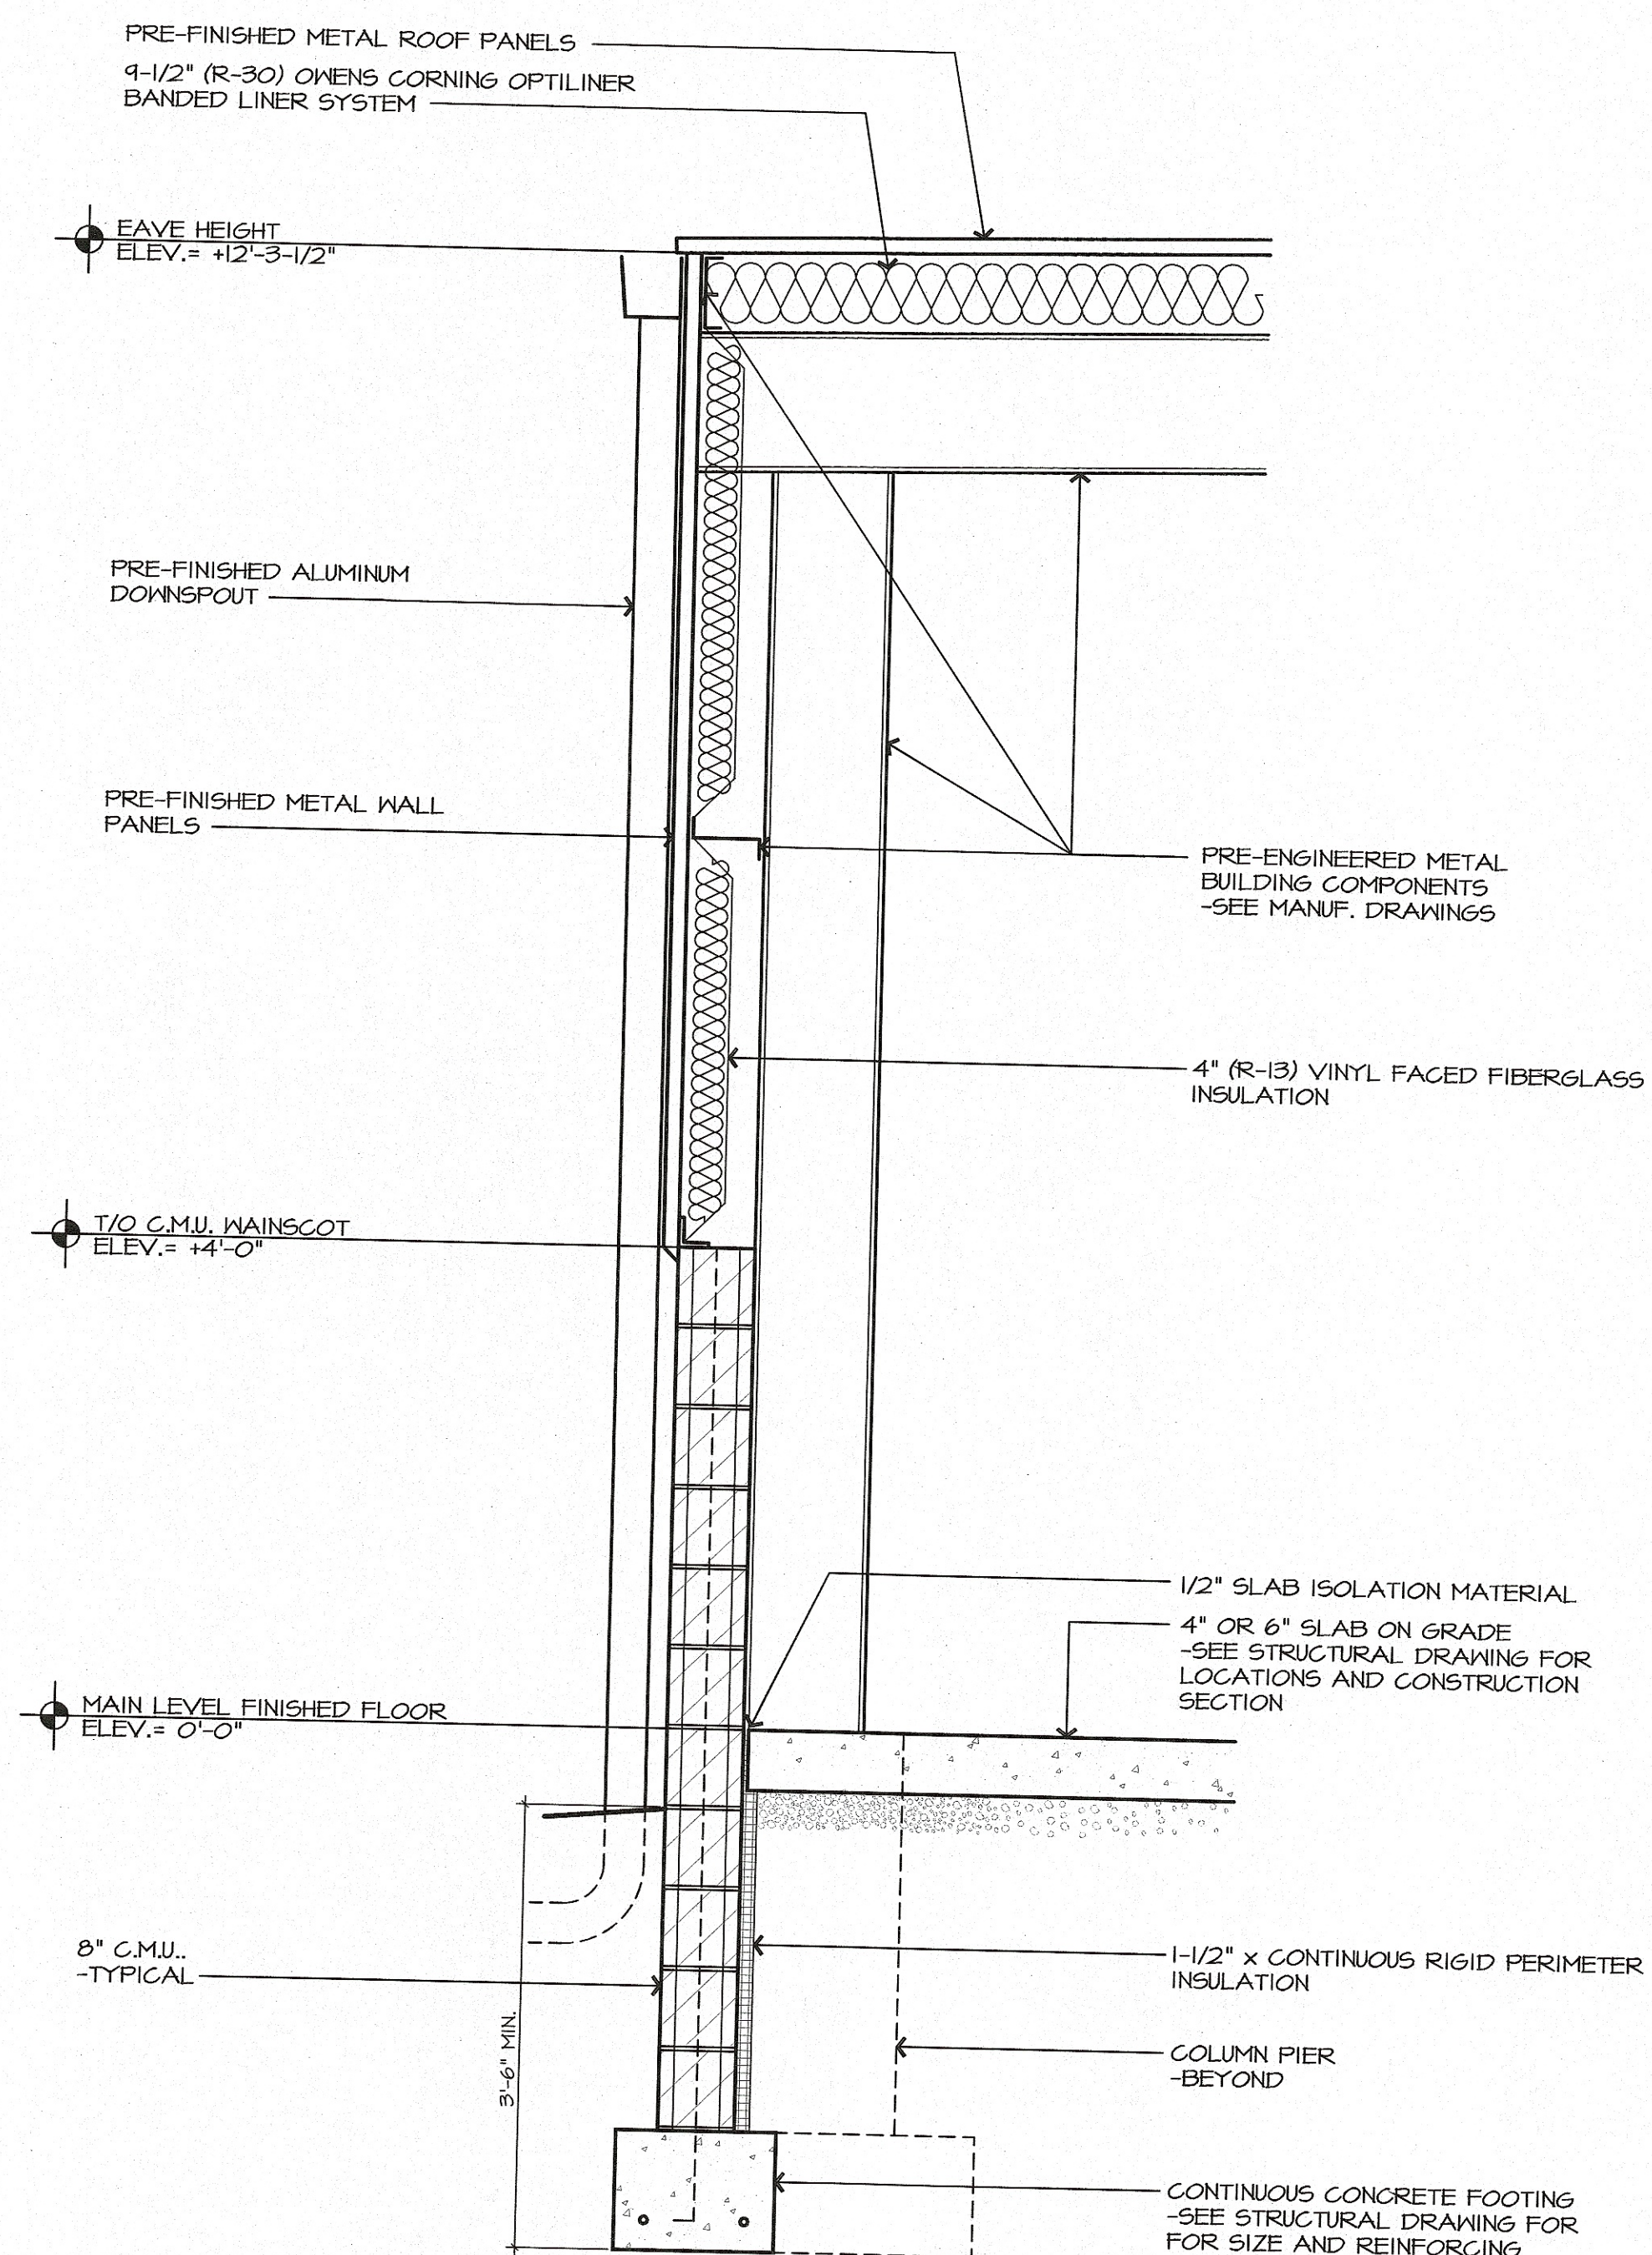 PRE-FINISHED METAL ROOF PANELS
9-1/2" (R-30) OWENS CORNING OPTILINER
BANDED LINER SYSTEM
EAVE HEIGHT
ELEV.= +12'-3-1/2"
PRE-FINISHED ALUMINUM
DOWNSPOUT
PRE-FINISHED METAL WALL
PANELS
PRE-ENGINEERED METAL
BUILDING COMPONENTS
-SEE MANUF. DRAWINGS
4" (R-13) VINYL FACED FIBERGLASS
INSULATION
T/O C.M.U. WAINSCOT
ELEV.= +4'-0"
1/2" SLAB ISOLATION MATERIAL
4" OR 6" SLAB ON GRADE
-SEE STRUCTURAL DRAWING FOR
LOCATIONS AND CONSTRUCTION
SECTION
MAIN LEVEL FINISHED FLOOR
ELEV.= 0'-0"
8" C.M.U..
-TYPICAL
1-1/2" x CONTINUOUS RIGID PERIMETER
INSULATION
3'-6" MIN.
COLUMN PIER
-BEYOND
CONTINUOUS CONCRETE FOOTING
-SEE STRUCTURAL DRAWING FOR
FOR SIZE AND REINFORCING